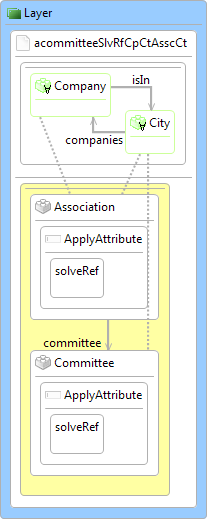 Layer
acommitteeSlvRfCpCtAsscCt
Company
isIn
City
companies
Association
ApplyAttribute
solveRef
committee
Committee
ApplyAttribute
solveRef